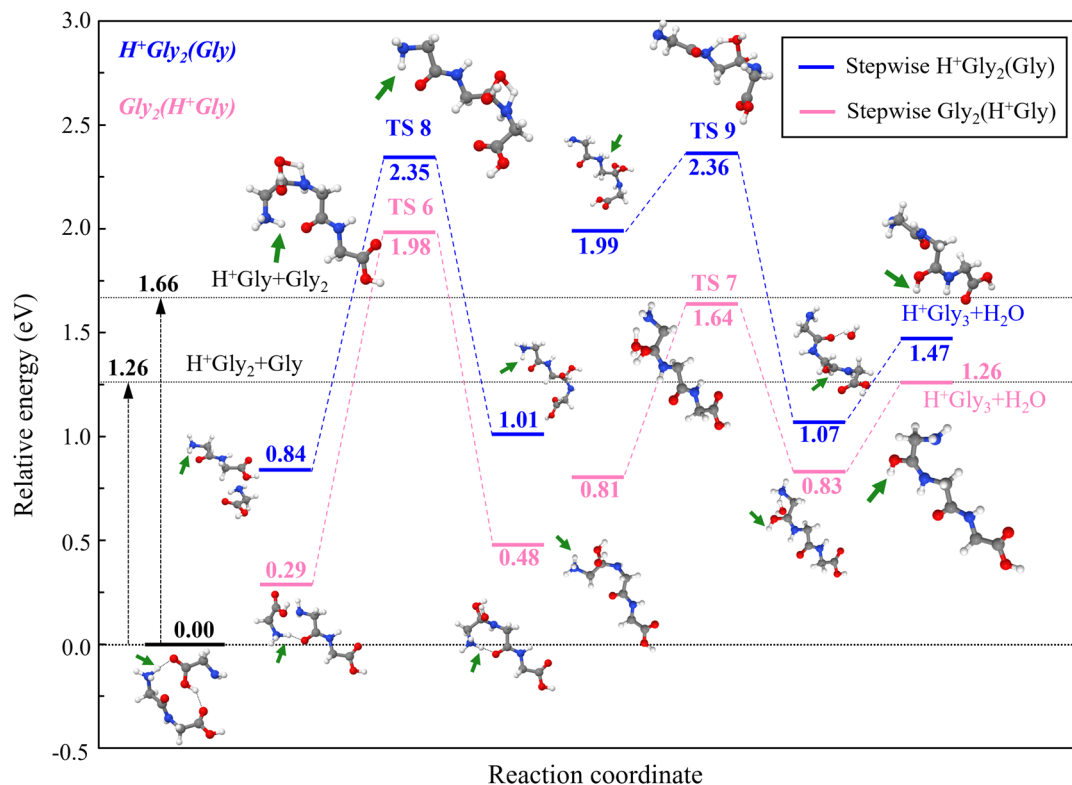 3.0
2.5
2.0
1.5
1.0
0.5
0.0
-0.5
Relative energy (eV)
Reaction coordinate
H⁺Gly₂(Gly)
Gly₂(H⁺Gly)
Stepwise H⁺Gly₂(Gly)
Stepwise Gly₂(H⁺Gly)
TS 8
2.35
TS 6
1.98
TS 9
2.36
1.99
TS 7
1.64
H⁺Gly+Gly₂
1.66
H⁺Gly₂+Gly
1.26
H⁺Gly₃+H₂O
1.47
1.26
H⁺Gly₃+H₂O
0.84
1.01
1.07
0.81
0.83
0.29
0.48
0.00